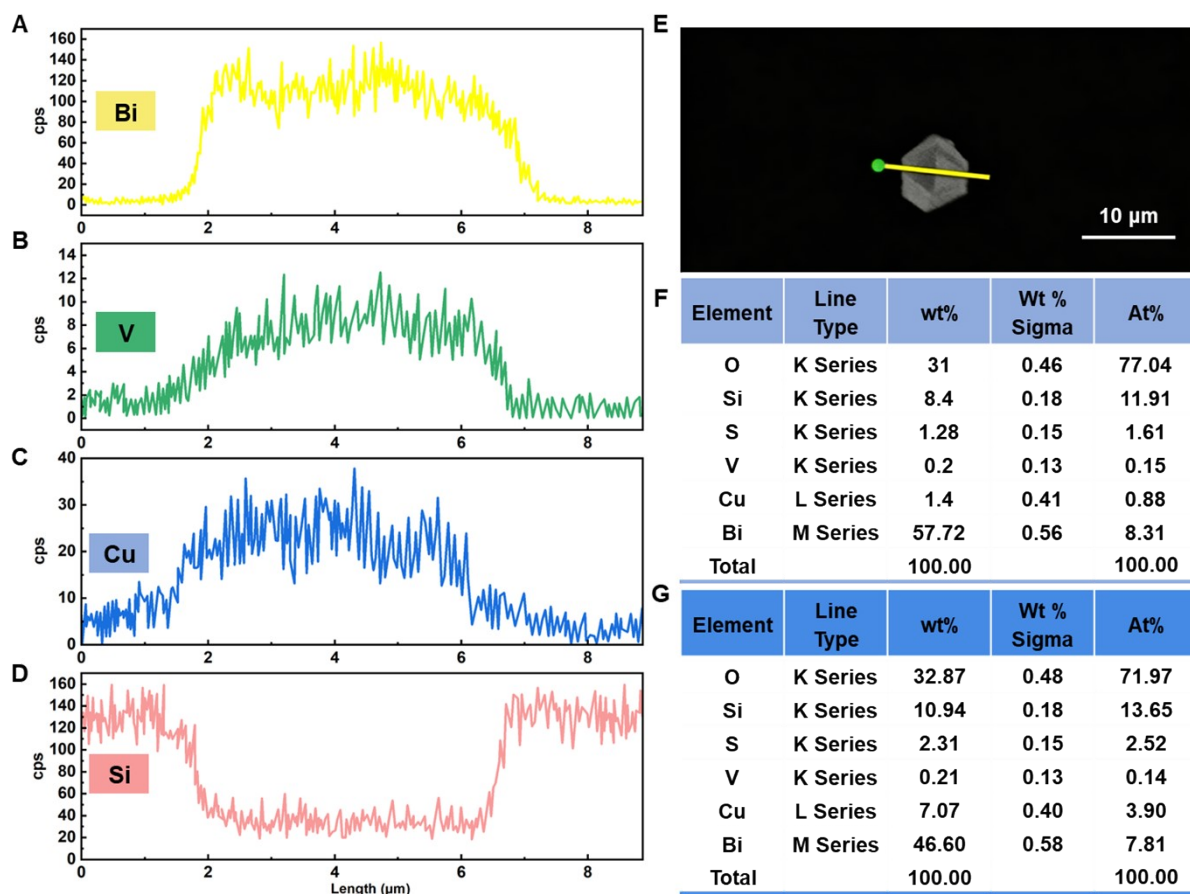 A
160
140
120
100
80
60
40
20
0
cps
Bi
0 2 4 6 8
B
14
12
10
8
6
4
2
0
cps
V
0 2 4 6 8
C
40
30
20
10
0
cps
Cu
0 2 4 6 8
D
160
140
120
100
80
60
40
20
0
cps
Si
0 2 4 6 8
Length (µm)
E
10 µm
F
Element Line Type wt% Wt % Sigma At%
O K Series 31 0.46 77.04
Si K Series 8.4 0.18 11.91
S K Series 1.28 0.15 1.61
V K Series 0.2 0.13 0.15
Cu L Series 1.4 0.41 0.88
Bi M Series 57.72 0.56 8.31
Total 100.00 100.00
G
Element Line Type wt% Wt % Sigma At%
O K Series 32.87 0.48 71.97
Si K Series 10.94 0.18 13.65
S K Series 2.31 0.15 2.52
V K Series 0.21 0.13 0.14
Cu L Series 7.07 0.40 3.90
Bi M Series 46.60 0.58 7.81
Total 100.00 100.00